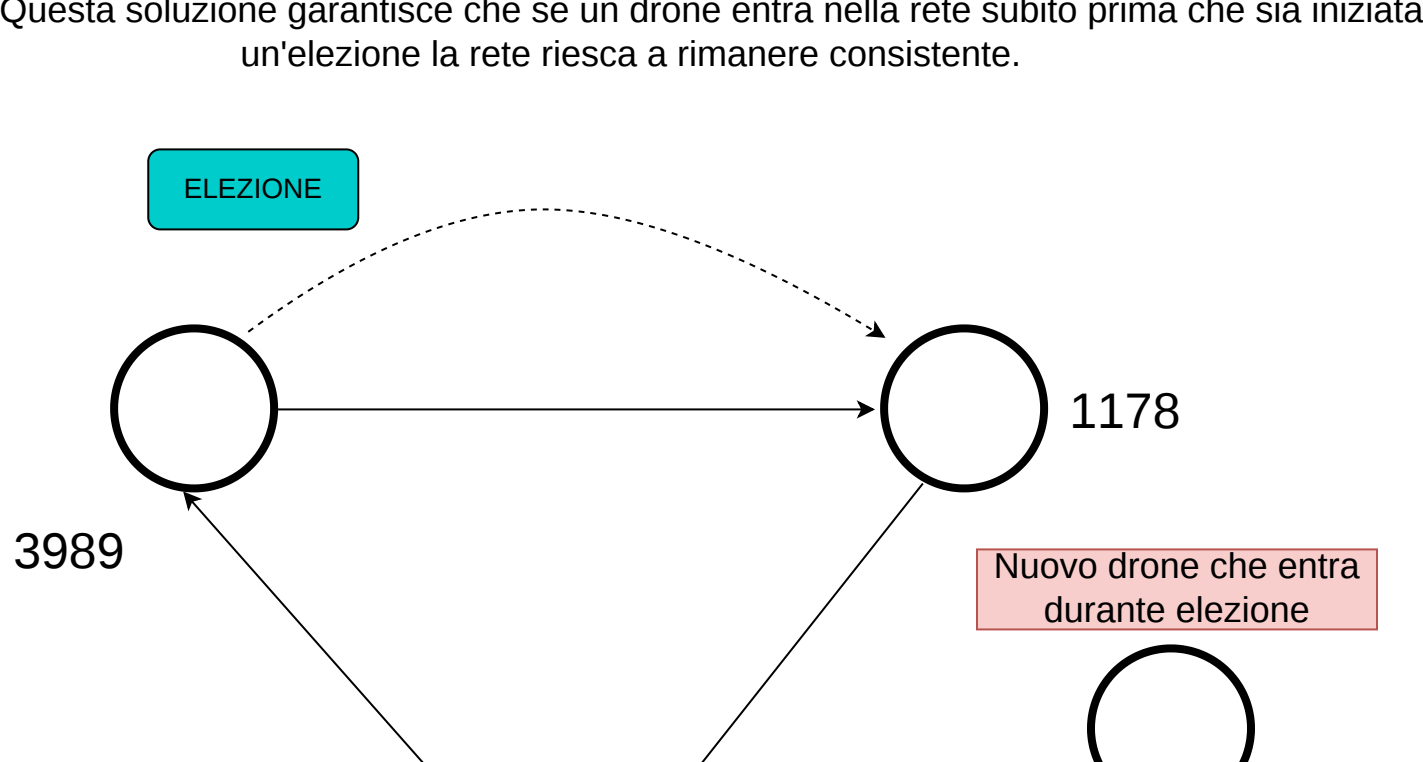 Questa soluzione garantisce che se un drone entra nella rete subito prima che sia iniziata
un'elezione la rete riesca a rimanere consistente.
ELEZIONE
1178
3989
Nuovo drone che entra
durante elezione